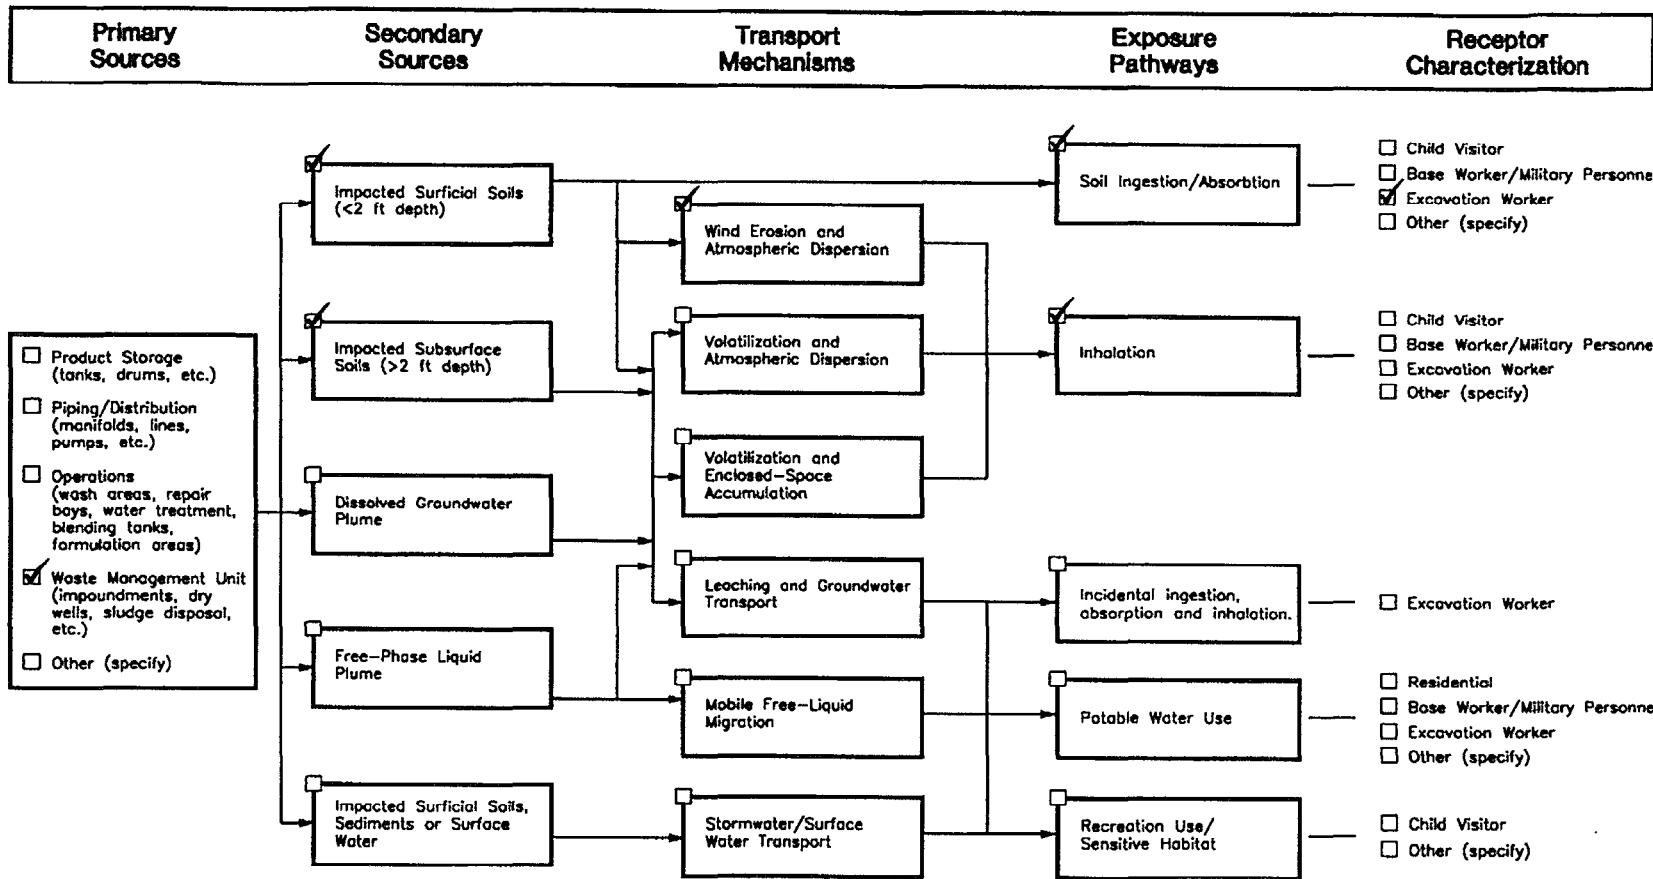 Primary
Sources
Secondary
Sources
Transport
Mechanisms
Exposure
Pathways
Receptor
Characterization
Product Storage
(tanks, drums, etc.)
Piping/Distribution
(manifolds, lines,
pumps, etc.)
Operations
(wash areas, repair
bays, water treatment,
blending tanks,
formulation areas)
Waste Management Unit
(impoundments, dry
wells, sludge disposal,
etc.)
Other (specify)
Impacted Surficial Soils
(<2 ft depth)
Impacted Subsurface
Soils (>2 ft depth)
Dissolved Groundwater
Plume
Free-Phase Liquid
Plume
Impacted Surficial Soils,
Sediments or Surface
Water
Wind Erosion and
Atmospheric Dispersion
Volatilization and
Atmospheric Dispersion
Volatilization and
Enclosed-Space
Accumulation
Leaching and Groundwater
Transport
Mobile Free-Liquid
Migration
Stormwater/Surface
Water Transport
Soil Ingestion/Absorbtion
Inhalation
Incidental ingestion,
absorption and inhalation.
Potable Water Use
Recreation Use/
Sensitive Habitat
Child Visitor
Base Worker/Military Personne
Excavation Worker
Other (specify)
Child Visitor
Base Worker/Military Personne
Excavation Worker
Other (specify)
Excavation Worker
Residential
Base Worker/Military Personne
Excavation Worker
Other (specify)
Child Visitor
Other (specify)